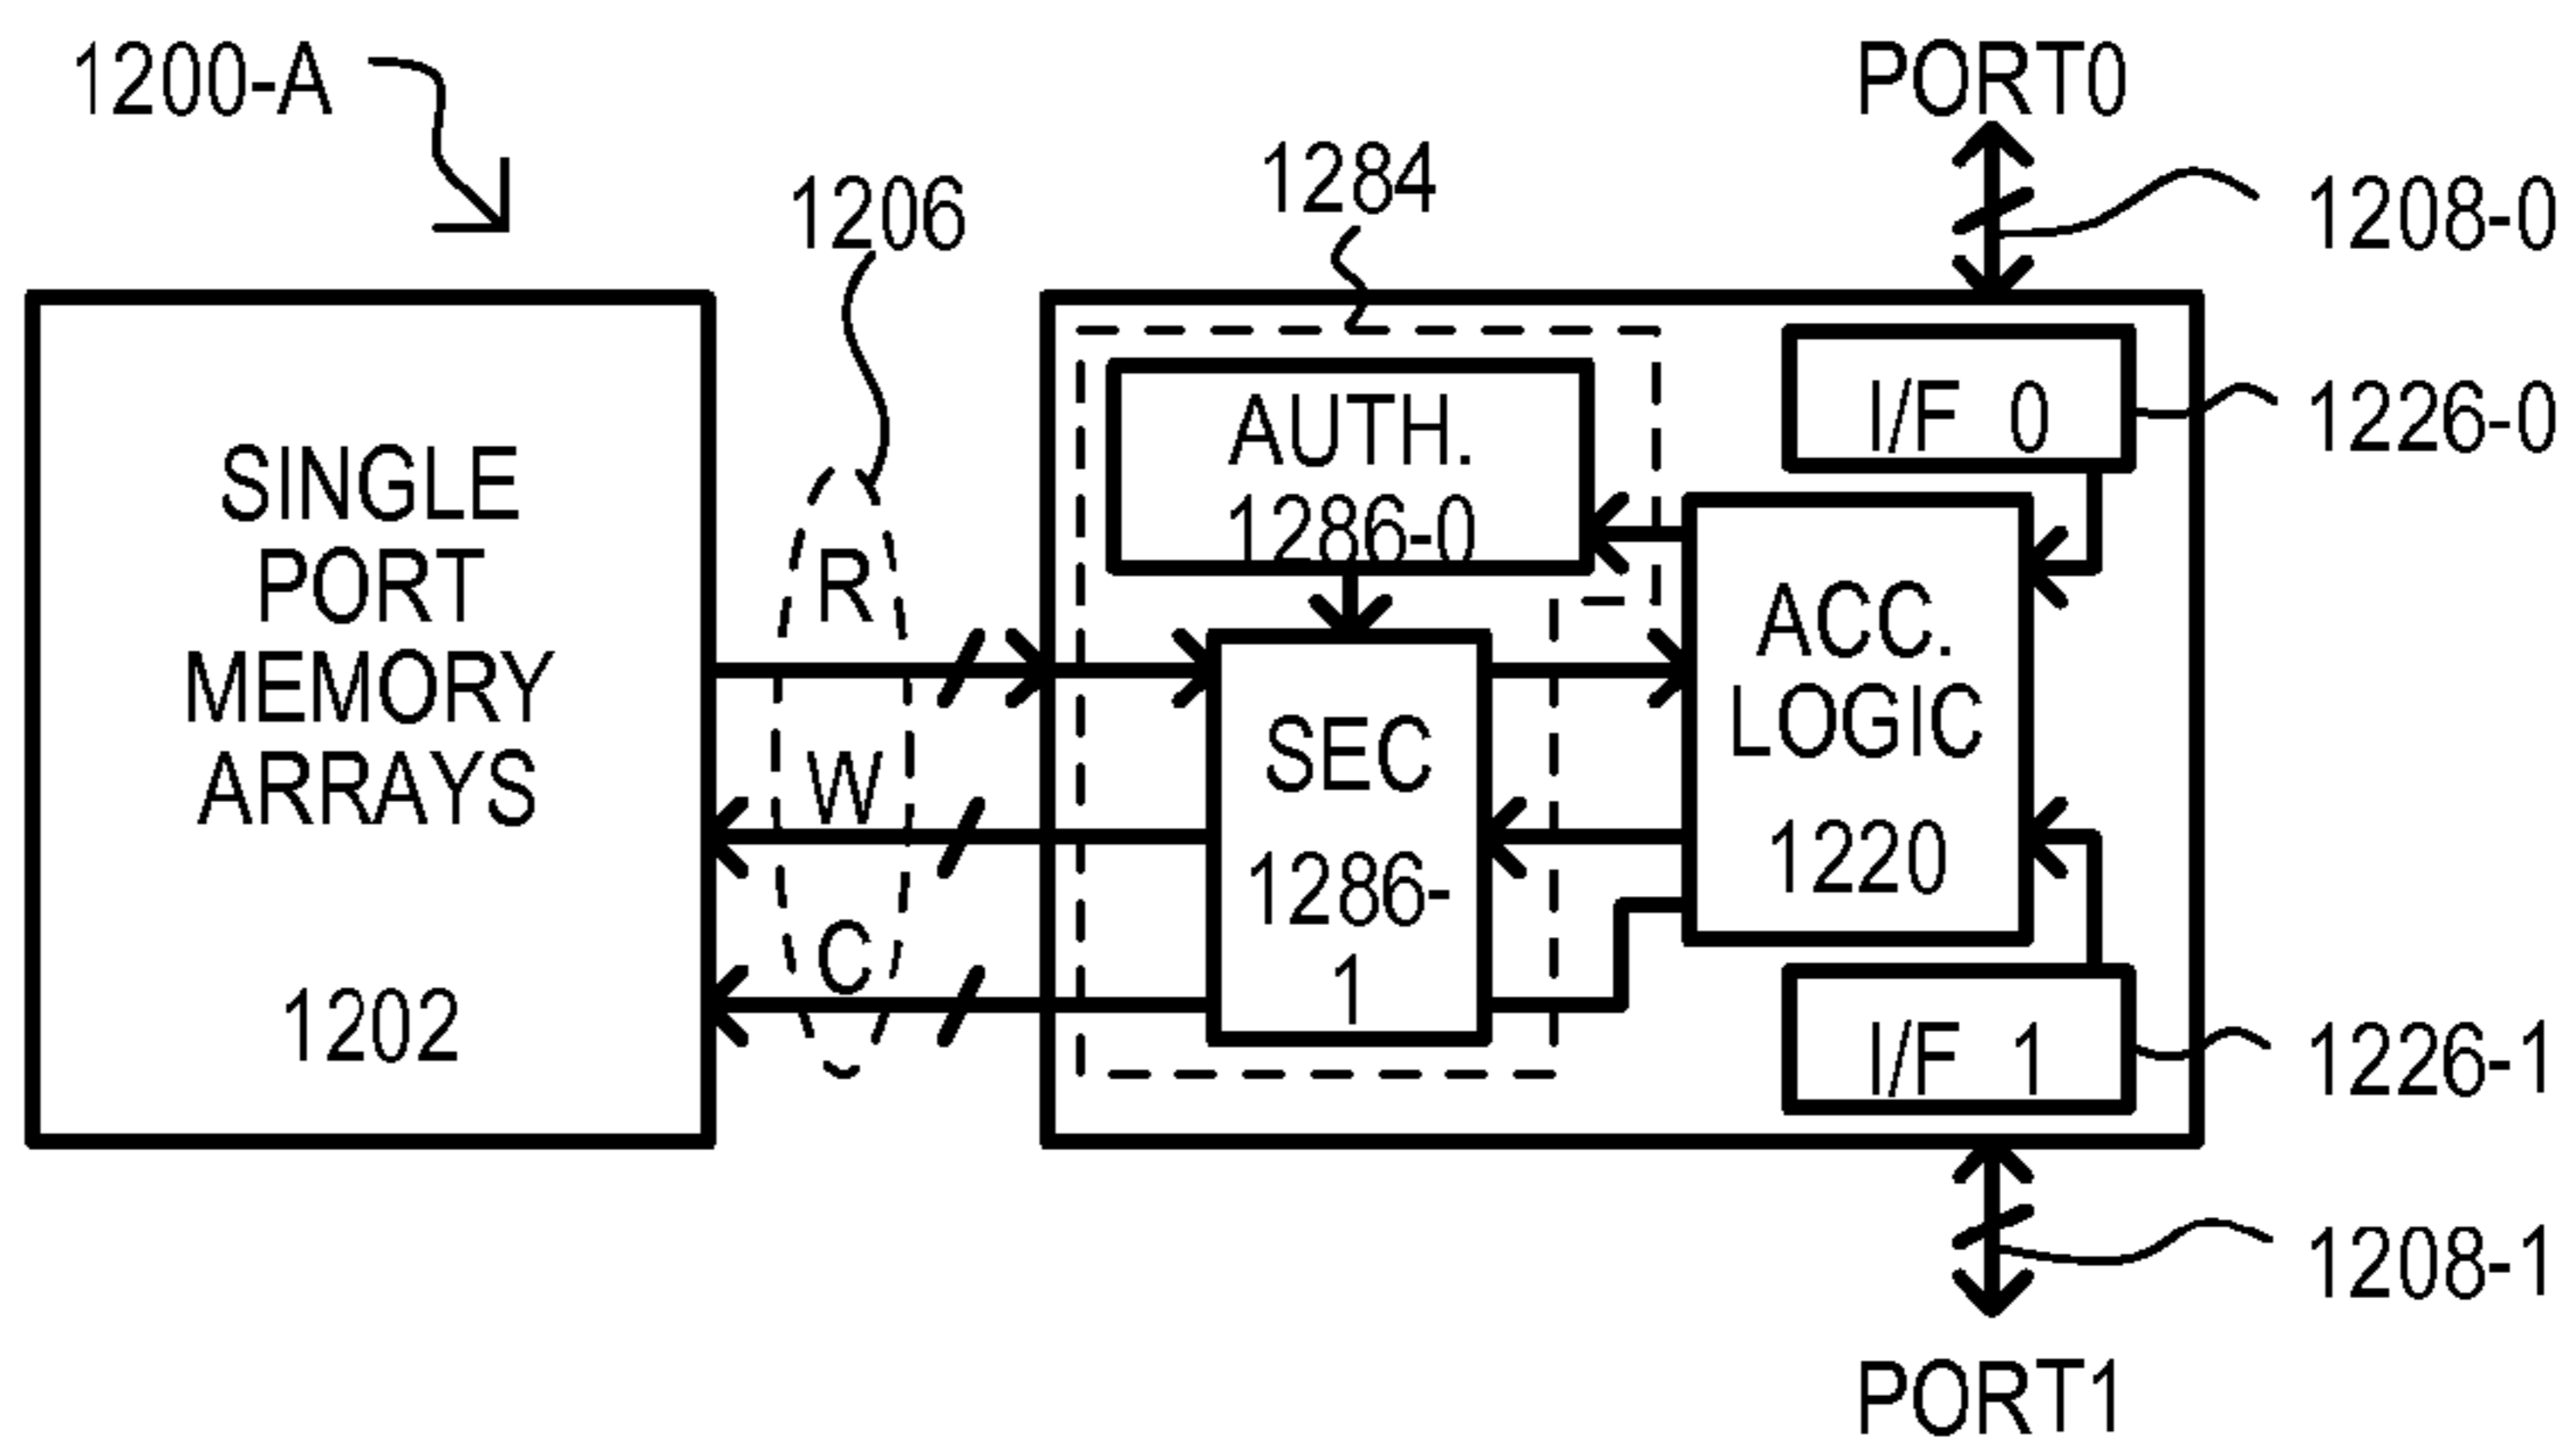 1200-A
PORT0
1284
1206
1208-0
I/F 0
1226-0
AUTH.
1286-0
SINGLE
PORT
MEMORY
ARRAYS
1202
R
W
C
SEC
1286-
1
ACC.
LOGIC
1220
I/F 1
1226-1
1208-1
PORT1